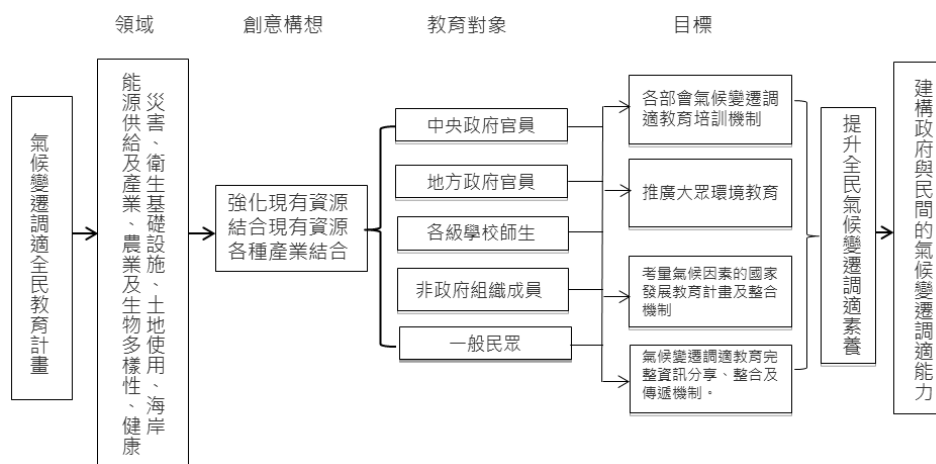 領域
創意構想
教育對象
目標
氣候變遷調適全民教育計畫
災害、衛生基礎設施、土地使用、海岸
能源供給及產業、農業及生物多樣性、健康
強化現有資源
結合現有資源
各種產業結合
中央政府官員
地方政府官員
各級學校師生
非政府組織成員
一般民眾
各部會氣候變遷調
適教育培訓機制
推廣大眾環境教育
考量氣候因素的國家
發展教育計畫及整合
機制
氣候變遷調適教育完
整資訊分享、整合及
傳遞機制。
提升全民氣候變遷調適素養
建構政府與民間的氣候變遷調適能力